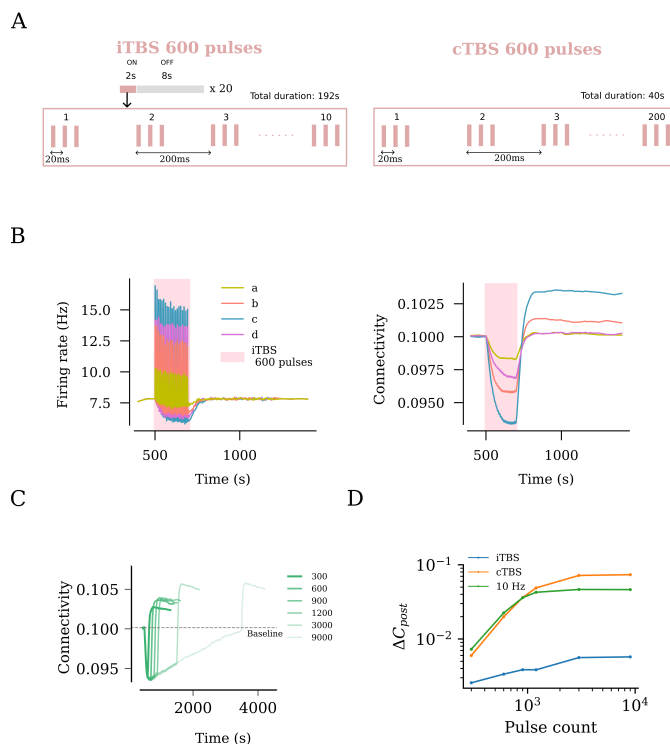 A
iTBS 600 pulses
cTBS 600 pulses
ON OFF
2s 8s
x 20
Total duration: 192s
Total duration: 40s
1 2 3 10
1 2 3 200
20ms
200ms
20ms
200ms
B
Firing rate (Hz)
15.0
12.5
10.0
7.5
500 1000
Time (s)
a
b
c
d
iTBS
600 pulses
Connectivity
0.1025
0.1000
0.0975
0.0950
500 1000
Time (s)
C
Connectivity
0.105
0.100
0.095
2000 4000
Time (s)
Baseline
300
600
900
1200
3000
9000
D
ΔC_post
10⁻¹
10⁻²
10³ 10⁴
Pulse count
iTBS
cTBS
10 Hz